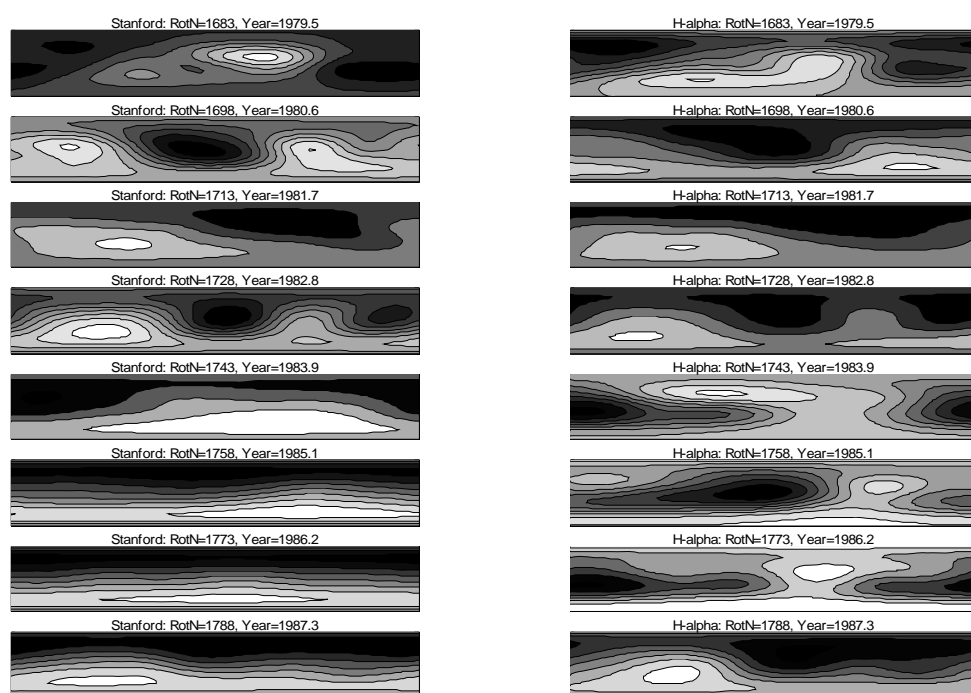 Stanford: RotN=1683, Year=1979.5
H-alpha: RotN=1683, Year=1979.5
Stanford: RotN=1698, Year=1980.6
H-alpha: RotN=1698, Year=1980.6
Stanford: RotN=1713, Year=1981.7
H-alpha: RotN=1713, Year=1981.7
Stanford: RotN=1728, Year=1982.8
H-alpha: RotN=1728, Year=1982.8
Stanford: RotN=1743, Year=1983.9
H-alpha: RotN=1743, Year=1983.9
Stanford: RotN=1758, Year=1985.1
H-alpha: RotN=1758, Year=1985.1
Stanford: RotN=1773, Year=1986.2
H-alpha: RotN=1773, Year=1986.2
Stanford: RotN=1788, Year=1987.3
H-alpha: RotN=1788, Year=1987.3